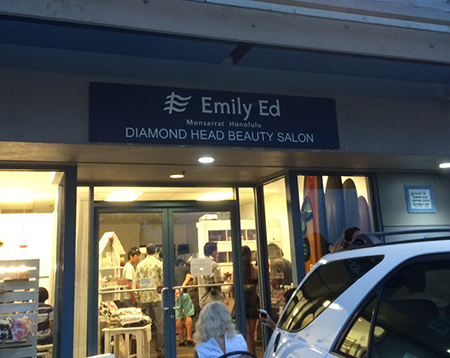 Emily Ed
Monsarrat Honolulu
DIAMOND HEAD BEAUTY SALON